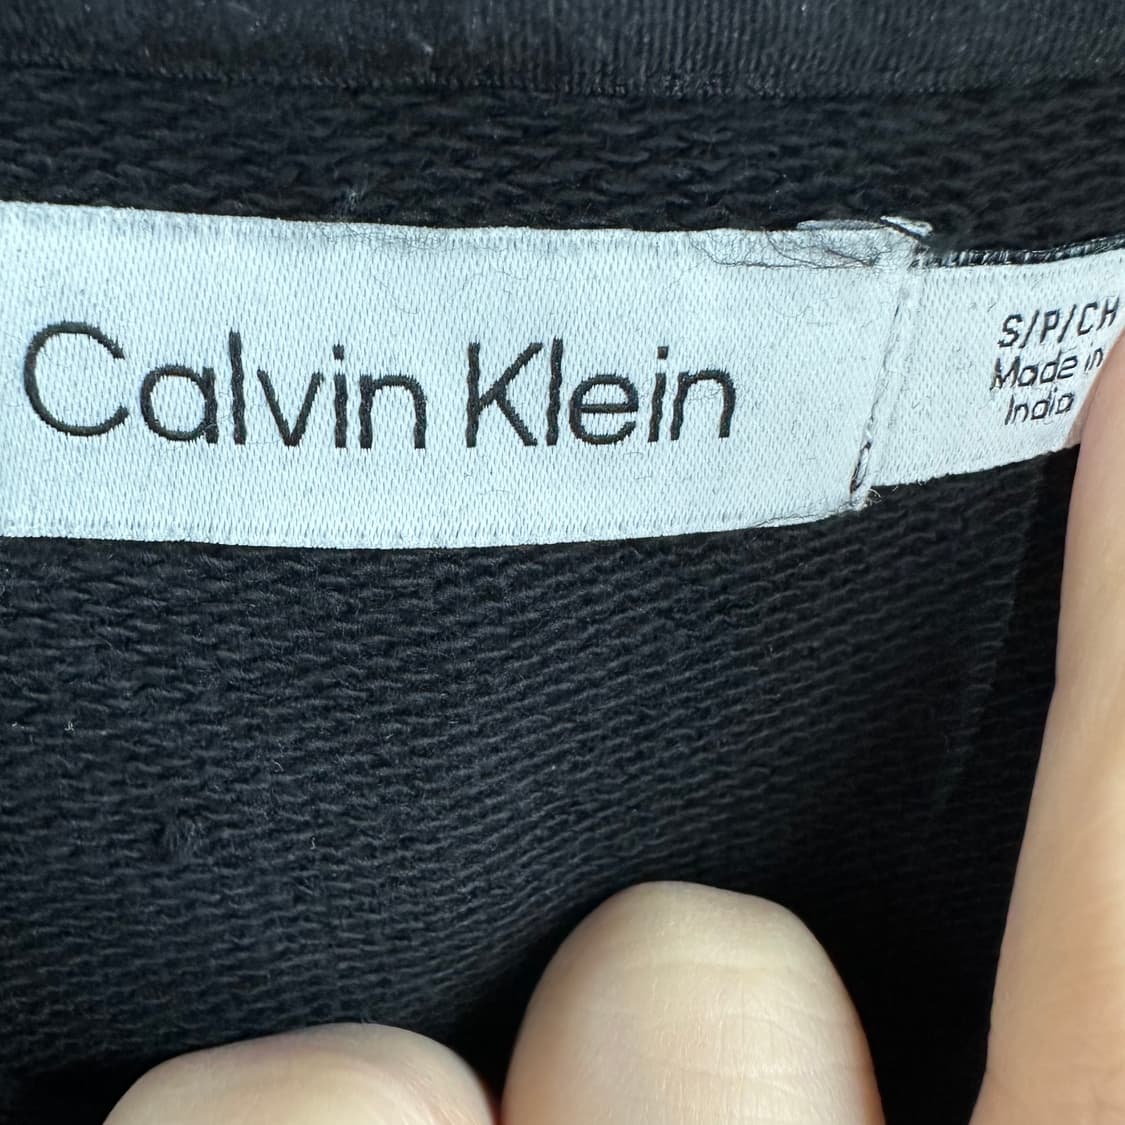 Calvin Klein
S/P/CH
Made in
India